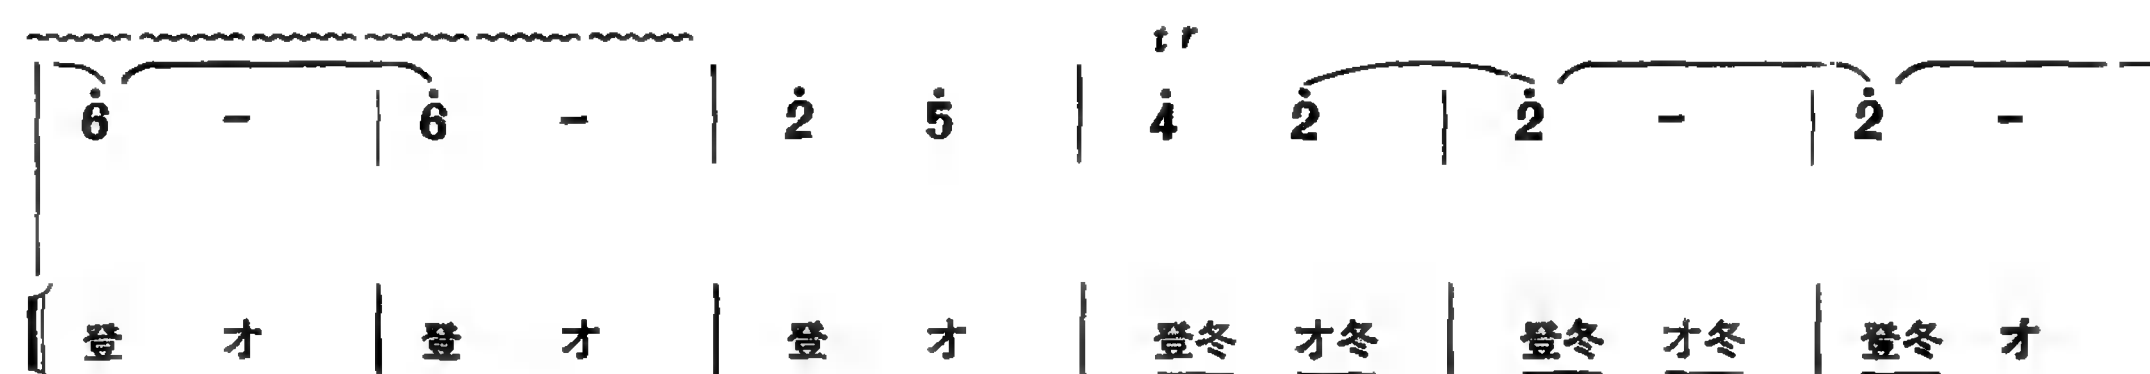 tr
6̇ - | 6̇ - | 2̇ 5̇ | 4̇ 2̇ | 2̇ - | 2̇ -
登 才 | 登 才 | 登 才 | 登冬 才冬 | 登冬 才冬 | 登冬 才